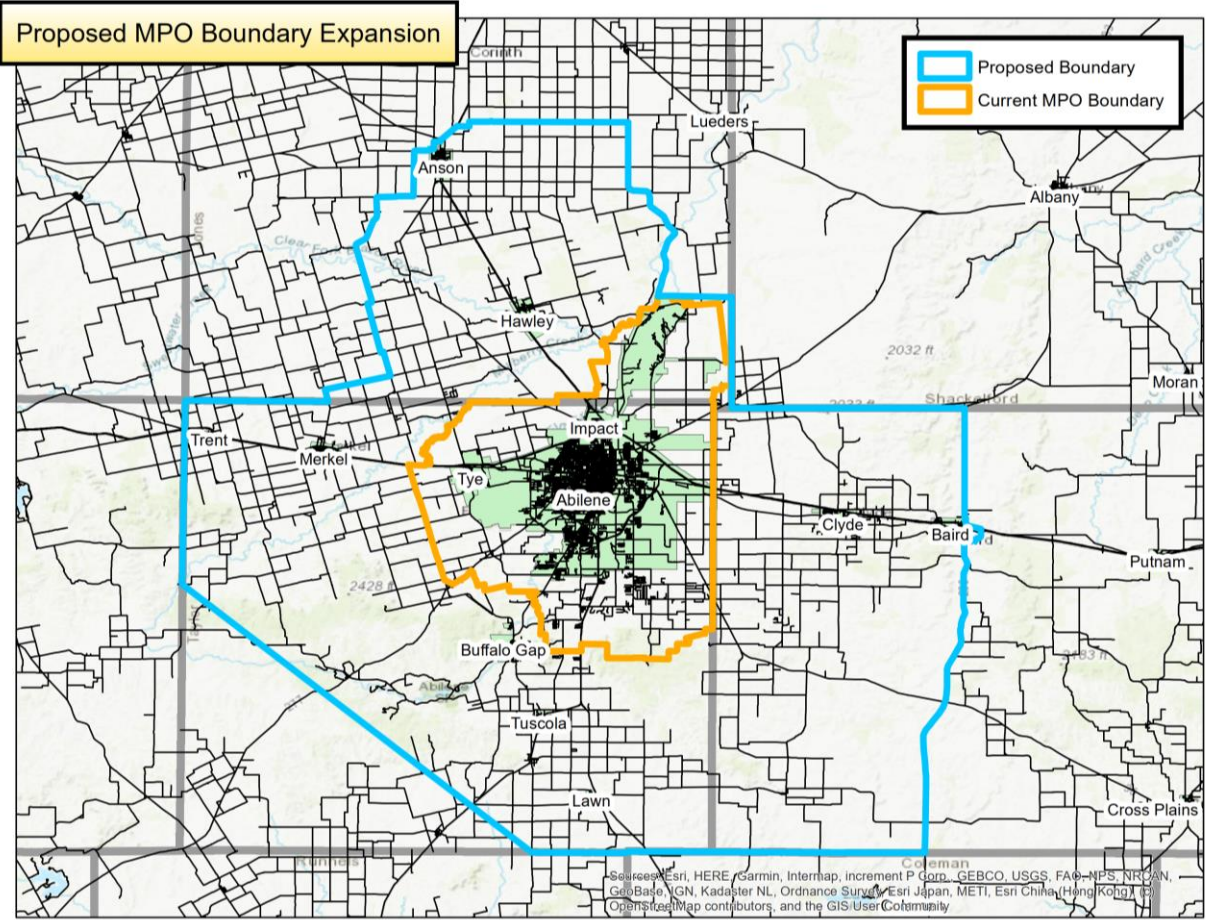 Proposed MPO Boundary Expansion
Corinth
Proposed Boundary
Current MPO Boundary
Lueders
Anson
Albany
Hawley
2032 ft
Moran
Shackelford
Trent
Merkel
Impact
Tye
Abilene
Clyde
Baird
Putnam
2428 ft
Taylor
Buffalo Gap
2183 ft
Tuscola
Lawn
Cross Plains
Runnels
Coleman
Sources: Esri, HERE, Garmin, Intermap, increment P Corp., GEBCO, USGS, FAO, NPS, NRCAN,
GeoBase, IGN, Kadaster NL, Ordnance Survey, Esri Japan, METI, Esri China (Hong Kong), (c)
OpenStreetMap contributors, and the GIS User Community